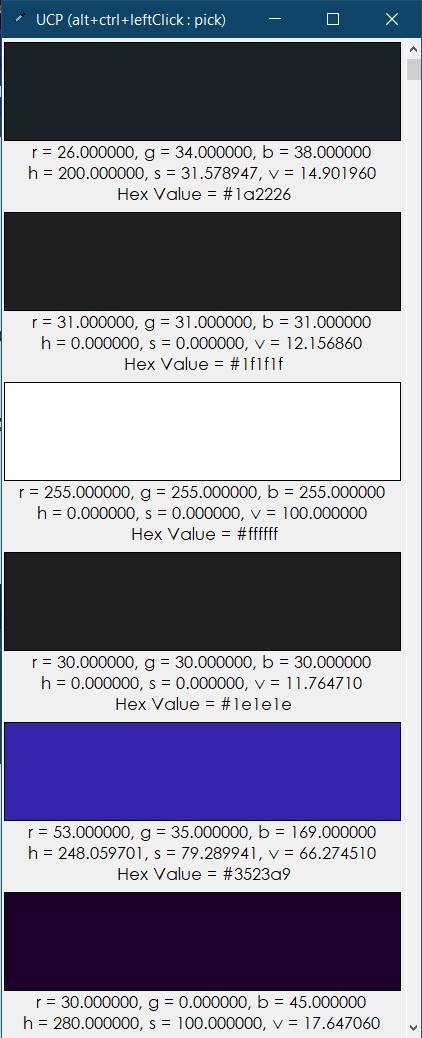 UCP (alt+ctrl+leftClick : pick)
r = 26.000000, g = 34.000000, b = 38.000000
h = 200.000000, s = 31.578947, v = 14.901960
Hex Value = #1a2226
r = 31.000000, g = 31.000000, b = 31.000000
h = 0.000000, s = 0.000000, v = 12.156860
Hex Value = #1f1f1f
r = 255.000000, g = 255.000000, b = 255.000000
h = 0.000000, s = 0.000000, v = 100.000000
Hex Value = #ffffff
r = 30.000000, g = 30.000000, b = 30.000000
h = 0.000000, s = 0.000000, v = 11.764710
Hex Value = #1e1e1e
r = 53.000000, g = 35.000000, b = 169.000000
h = 248.059701, s = 79.289941, v = 66.274510
Hex Value = #3523a9
r = 30.000000, g = 0.000000, b = 45.000000
h = 280.000000, s = 100.000000, v = 17.647060